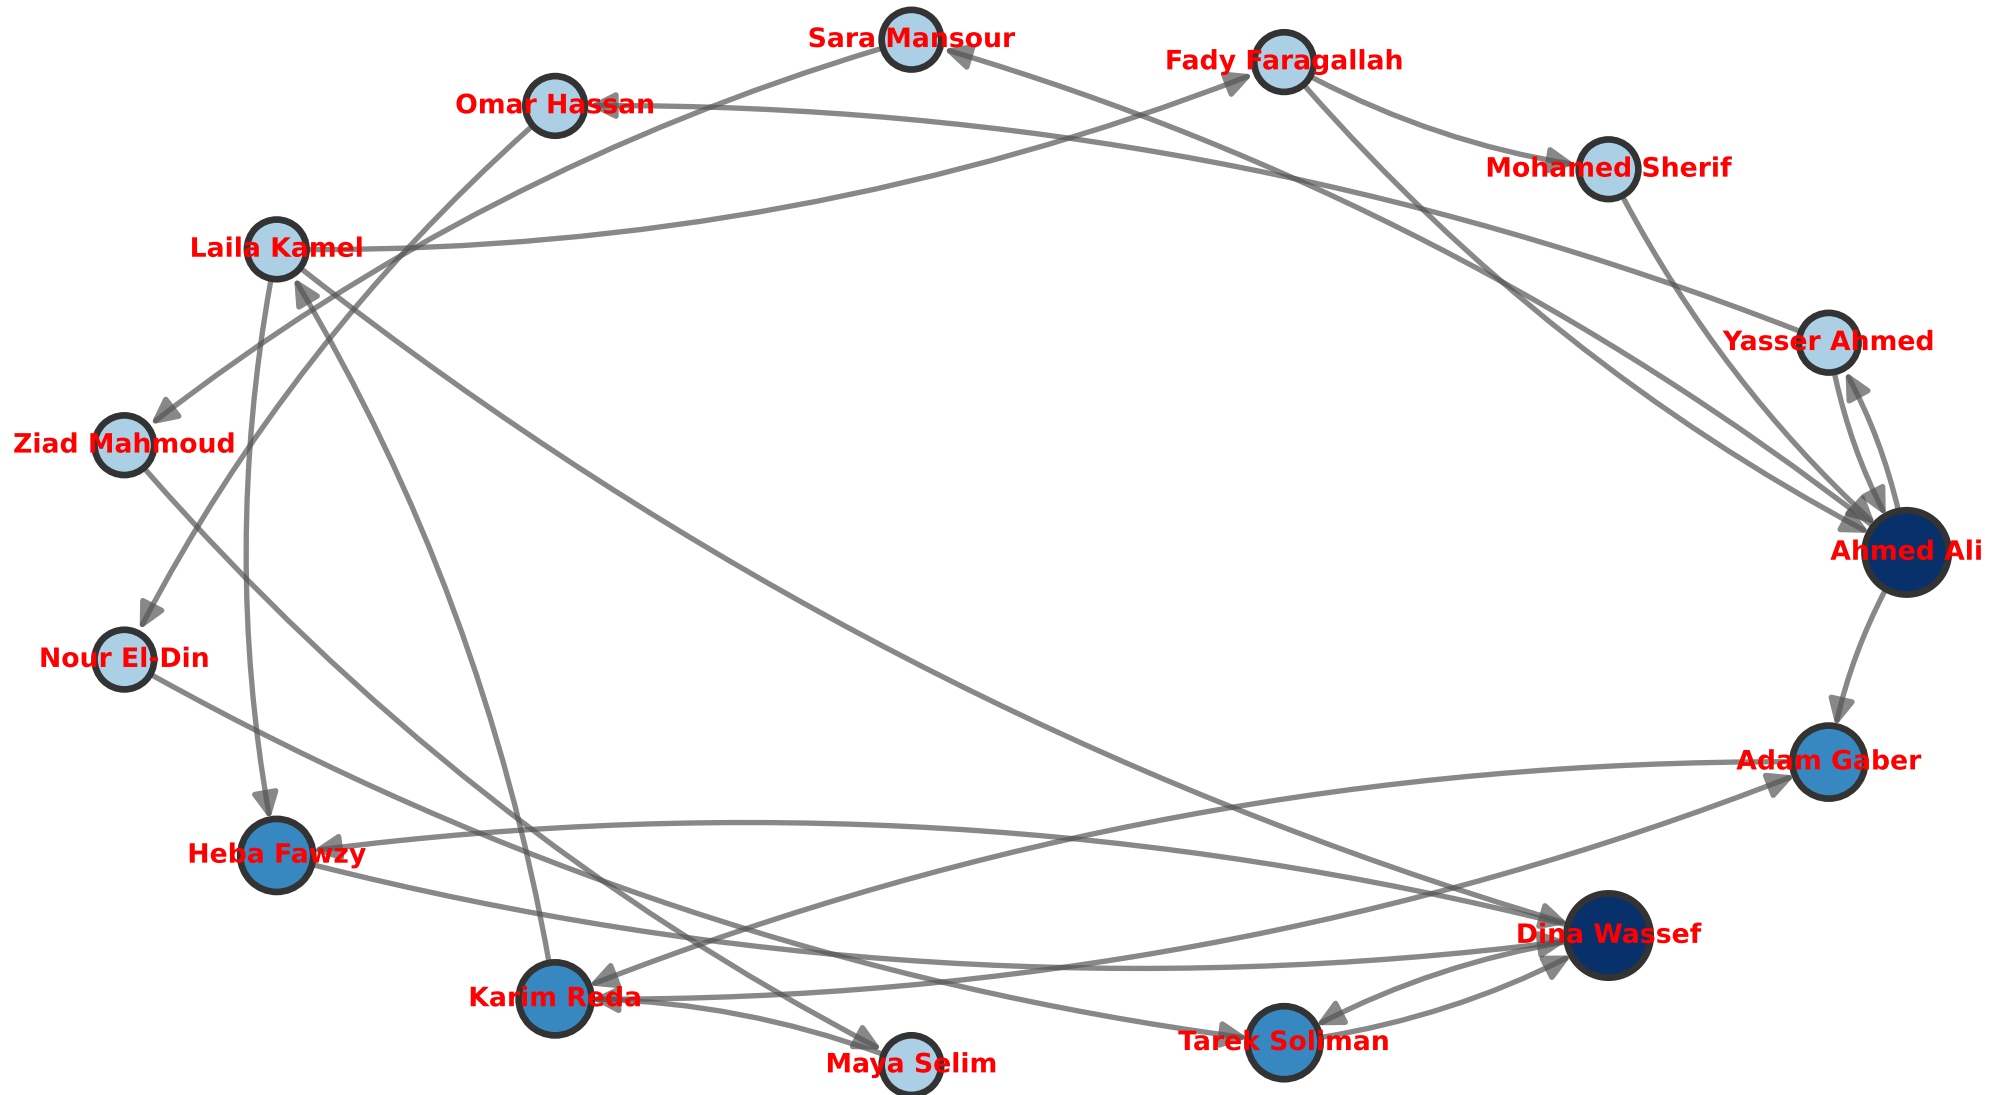 Sara Mansour
Fady Faragallah
Omar Hassan
Mohamed Sherif
Laila Kamel
Yasser Ahmed
Ziad Mahmoud
Ahmed Ali
Nour El-Din
Adam Gaber
Heba Fawzy
Dina Wassef
Karim Reda
Tarek Soliman
Maya Selim